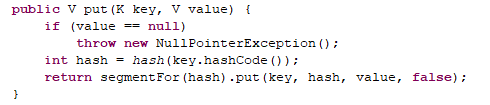 public V put(K key, V value) {
    if (value == null)
        throw new NullPointerException();
    int hash = hash(key.hashCode());
    return segmentFor(hash).put(key, hash, value, false);
}